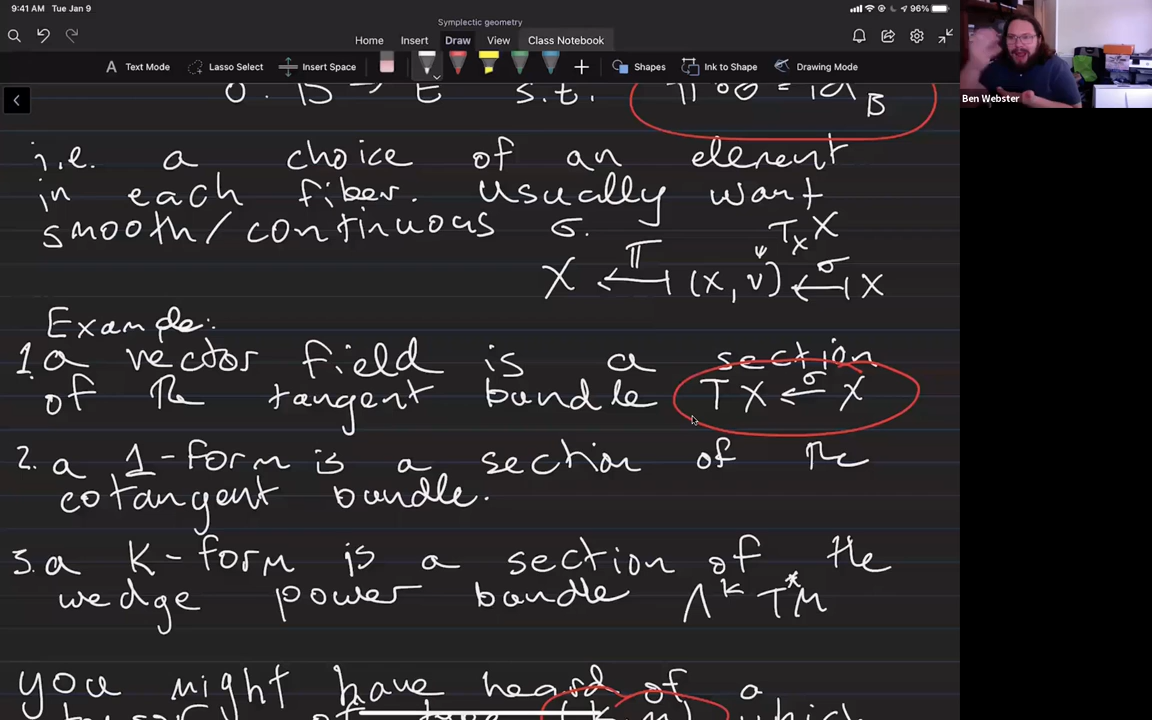 9:41 AM Tue Jan 9
96%
Symplectic geometry
Home Insert Draw View Class Notebook
Text Mode Lasso Select Insert Space Shapes Ink to Shape Drawing Mode
Ben Webster
σ : B → E s.t. π ∘ σ = id_B
i.e. a choice of an element
in each fiber. Usually want
smooth/continuous σ.
T_x X
X ←π (x, v) ←σ x
Example:
1. a vector field is a section
of the tangent bundle TX ←σ X
2. a 1-form is a section of the
cotangent bundle.
3. a k-form is a section of the
wedge power bundle Λ^k T*M
you might have heard of a